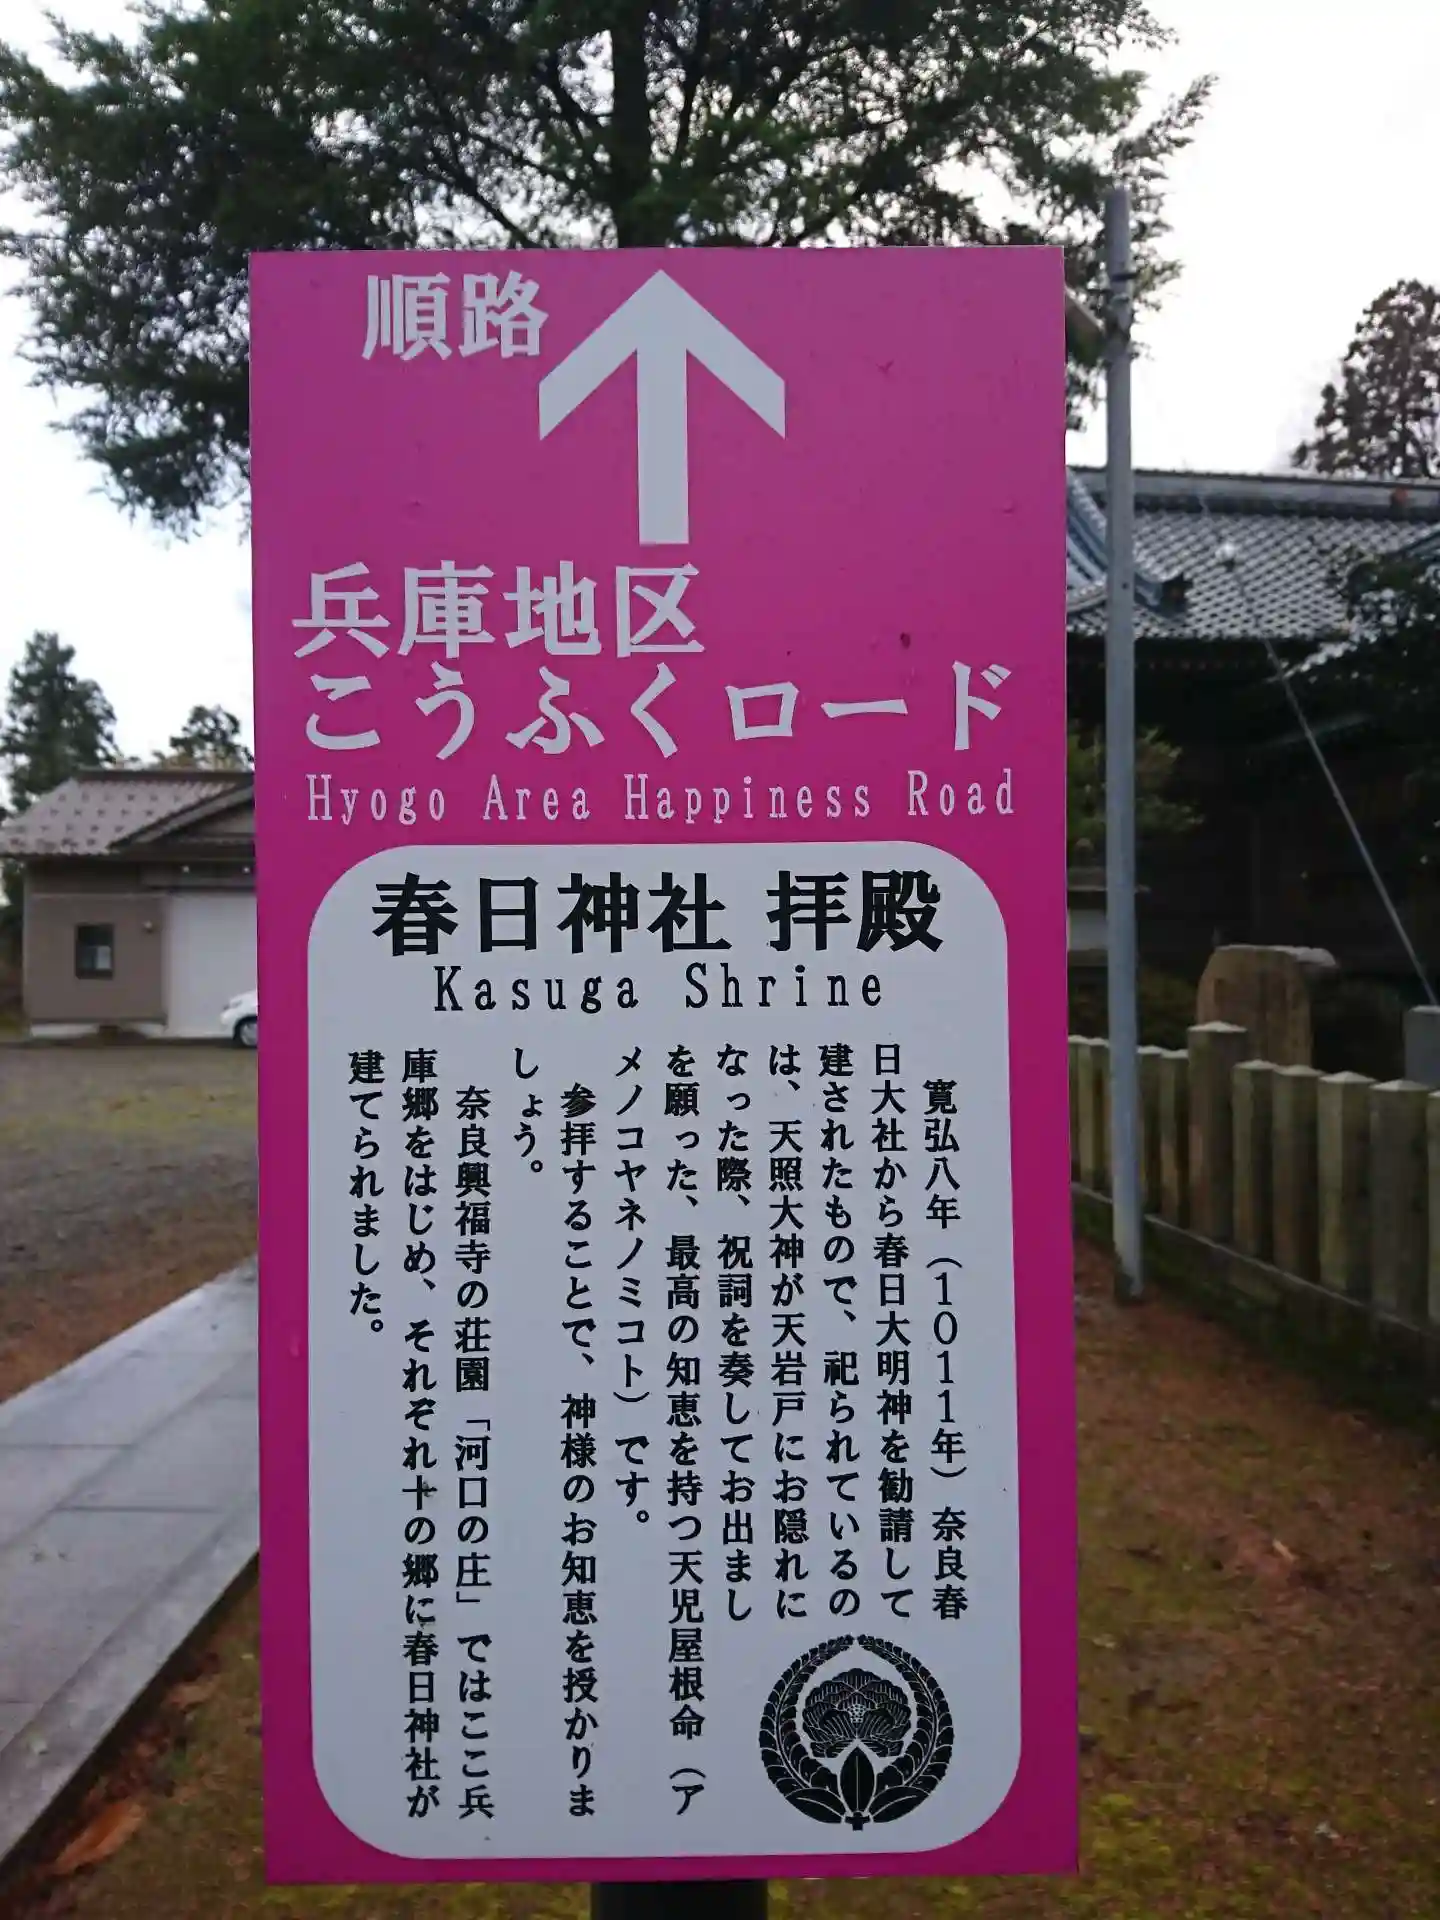 順路
兵庫地区
こうふくロード
Hyogo Area Happiness Road
春日神社 拝殿
Kasuga Shrine
寛弘八年（1011年）奈良春
日大社から春日大明神を勧請して
建されたもので、祀られているの
は、天照大神が天岩戸にお隠れに
なった際、祝詞を奏してお出まし
を願った、最高の知恵を持つ天児屋根命（ア
メノコヤネノミコト）です。
参拝することで、神様のお知恵を授かりま
しょう。
奈良興福寺の荘園「河口の庄」ではここ兵
庫郷をはじめ、それぞれ十の郷に春日神社が
建てられました。